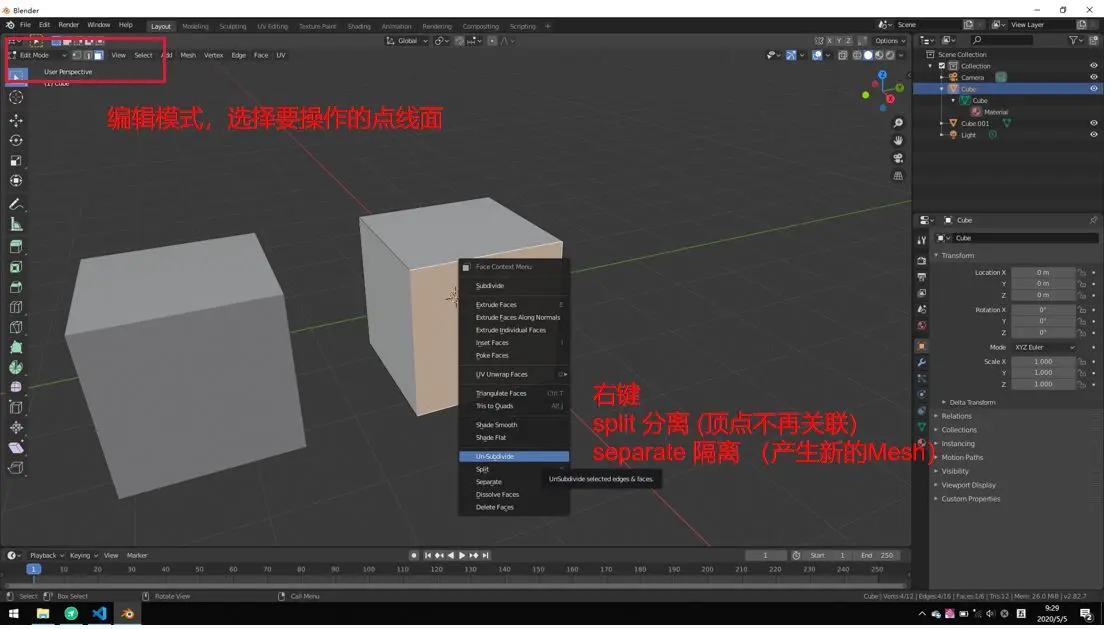 Blender
File Edit Render Window Help Layout Modeling Sculpting UV Editing Texture Paint Shading Animation Rendering Compositing Scripting + Scene View Layer
Global Options
Edit Mode View Select Add Mesh Vertex Edge Face UV X Y Z
User Perspective
(1) Cube
编辑模式，选择要操作的点线面
Z
Y
X
Face Context Menu
Subdivide
Extrude Faces E
Extrude Faces Along Normals
Extrude Individual Faces
Inset Faces I
Poke Faces
UV Unwrap Faces U
Triangulate Faces Ctrl T
Tris to Quads Alt J
Shade Smooth
Shade Flat
Un-Subdivide
Split
Separate
Dissolve Faces
Delete Faces
UnSubdivide selected edges & faces.
右键
split 分离 (顶点不再关联)
separate 隔离 （产生新的Mesh）
Scene Collection
Collection
Camera
Cube
Cube
Material
Cube.001
Light
Cube
Cube
Transform
Location X 0 m
Y 0 m
Z 0 m
Rotation X 0°
Y 0°
Z 0°
Mode XYZ Euler
Scale X 1.000
Y 1.000
Z 1.000
Delta Transform
Relations
Collections
Instancing
Motion Paths
Visibility
Viewport Display
Custom Properties
Playback Keying View Marker 1 Start 1 End 250
1 10 20 30 40 50 60 70 80 90 100 110 120 130 140 150 160 170 180 190 200 210 220 230 240 250
Select Box Select Rotate View Call Menu Cube | Verts:4/12 | Edges:4/16 | Faces:1/6 | Tris:12 | Mem: 26.0 MiB | v2.82.7
9:29
2020/5/5
2